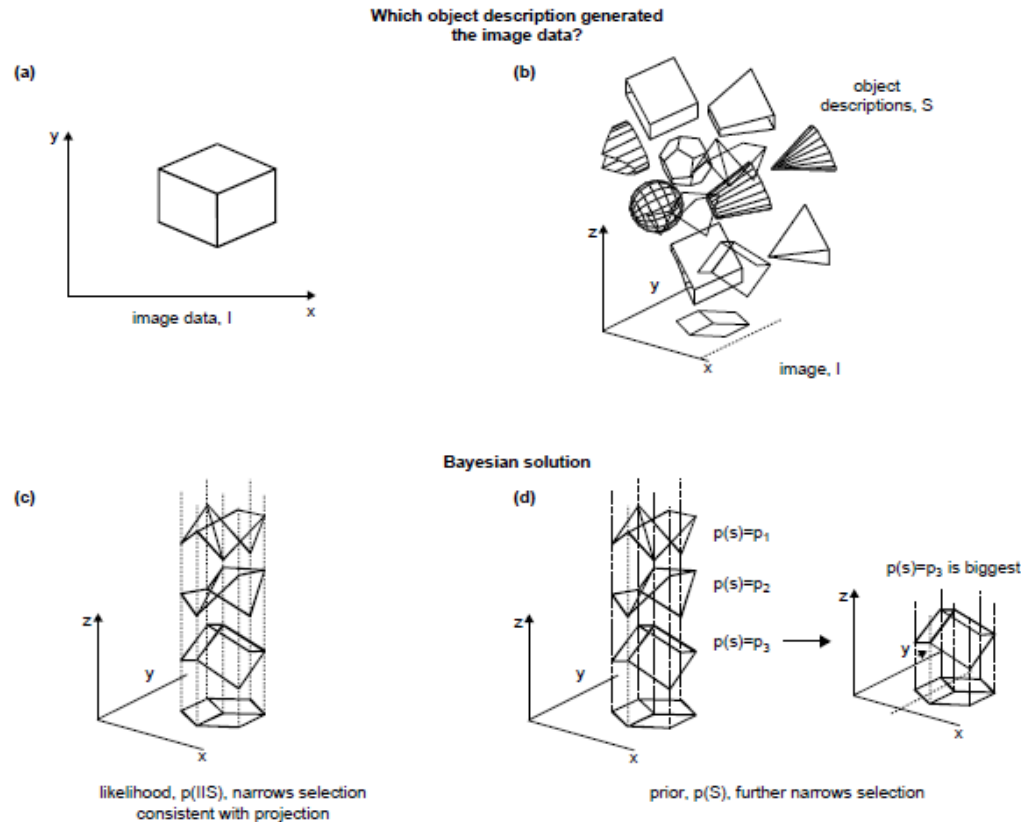 Which object description generated
the image data?
(a)
y
x
image data, I
(b)
object
descriptions, S
z
y
x
image, I
Bayesian solution
(c)
z
y
x
likelihood, p(I|S), narrows selection
consistent with projection
(d)
p(s)=p1
p(s)=p2
p(s)=p3
z
y
x
p(s)=p3 is biggest
z
y
x
prior, p(S), further narrows selection